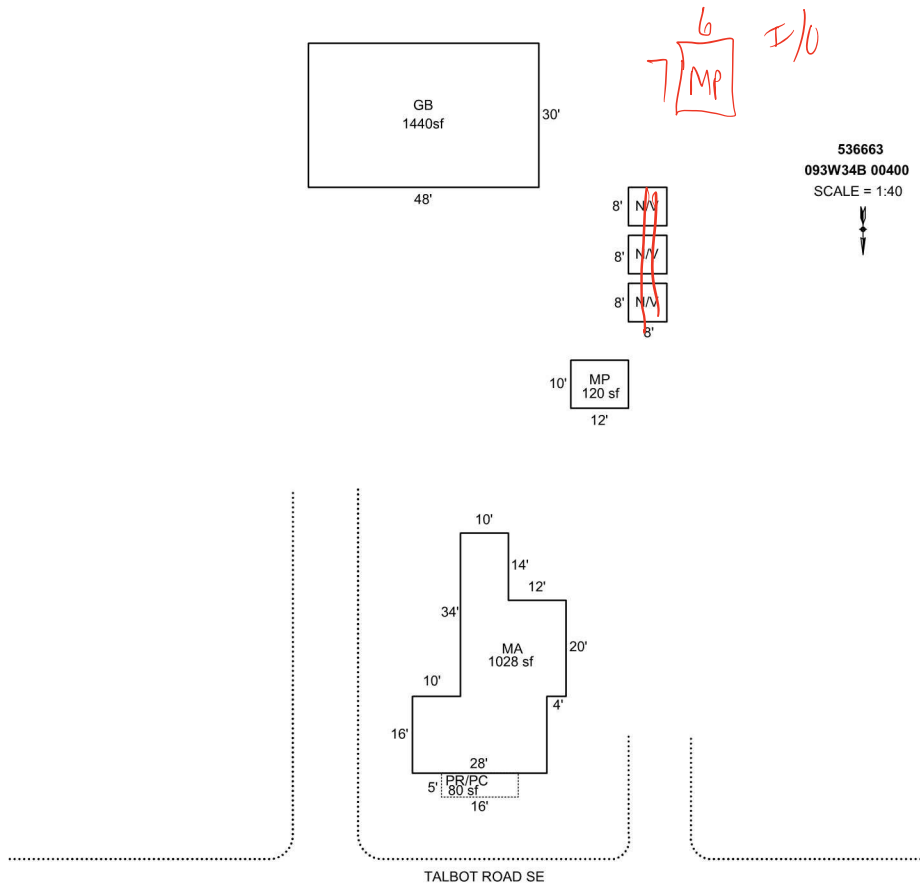 6
I/O
7
MP
GB
1440sf
30'
48'
536663
093W34B 00400
SCALE = 1:40
8'
N/V
8'
N/V
8'
N/V
8'
10'
MP
120 sf
12'
10'
14'
12'
34'
MA
1028 sf
20'
10'
4'
16'
28'
5'
PR/PC
80 sf
16'
TALBOT ROAD SE